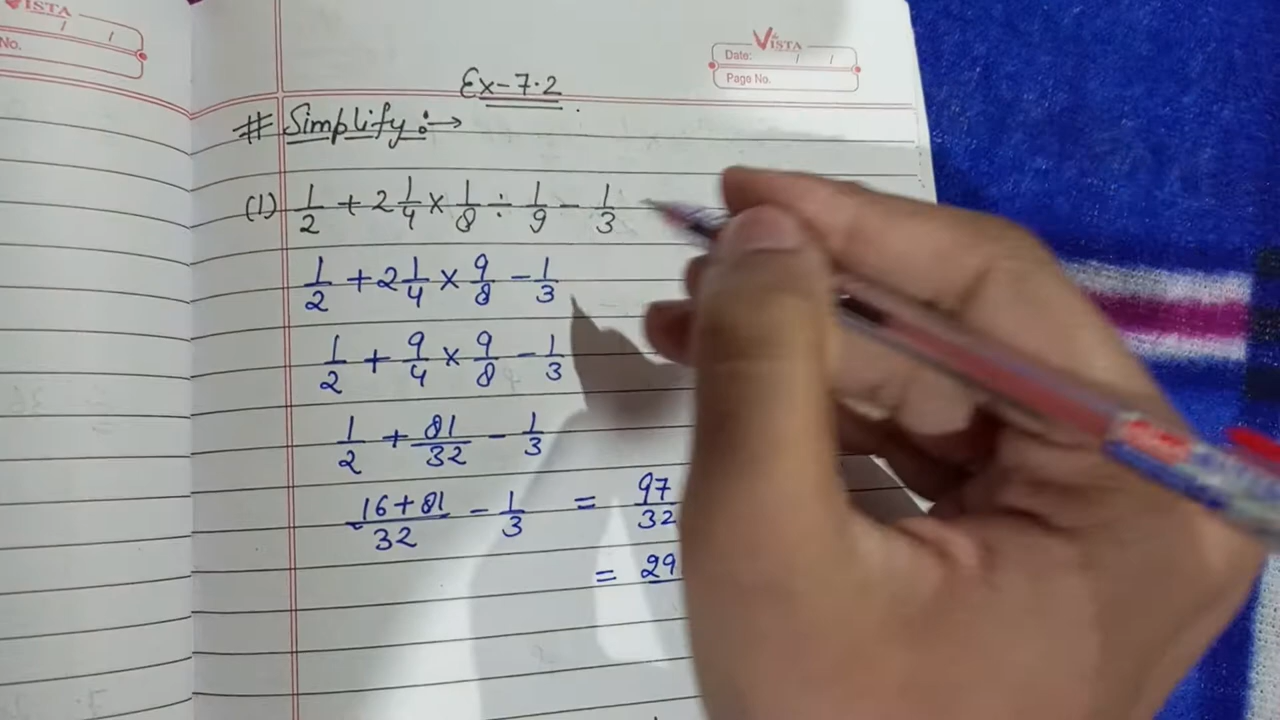 VISTA
No.
VISTA
Date: / /
Page No.
Ex-7.2
# Simplify :→
(1) 1/2 + 2 1/4 × 1/8 ÷ 1/9 - 1/3
1/2 + 2 1/4 × 9/8 - 1/3
1/2 + 9/4 × 9/8 - 1/3
1/2 + 81/32 - 1/3
(16+81)/32 - 1/3 = 97/32
= 29